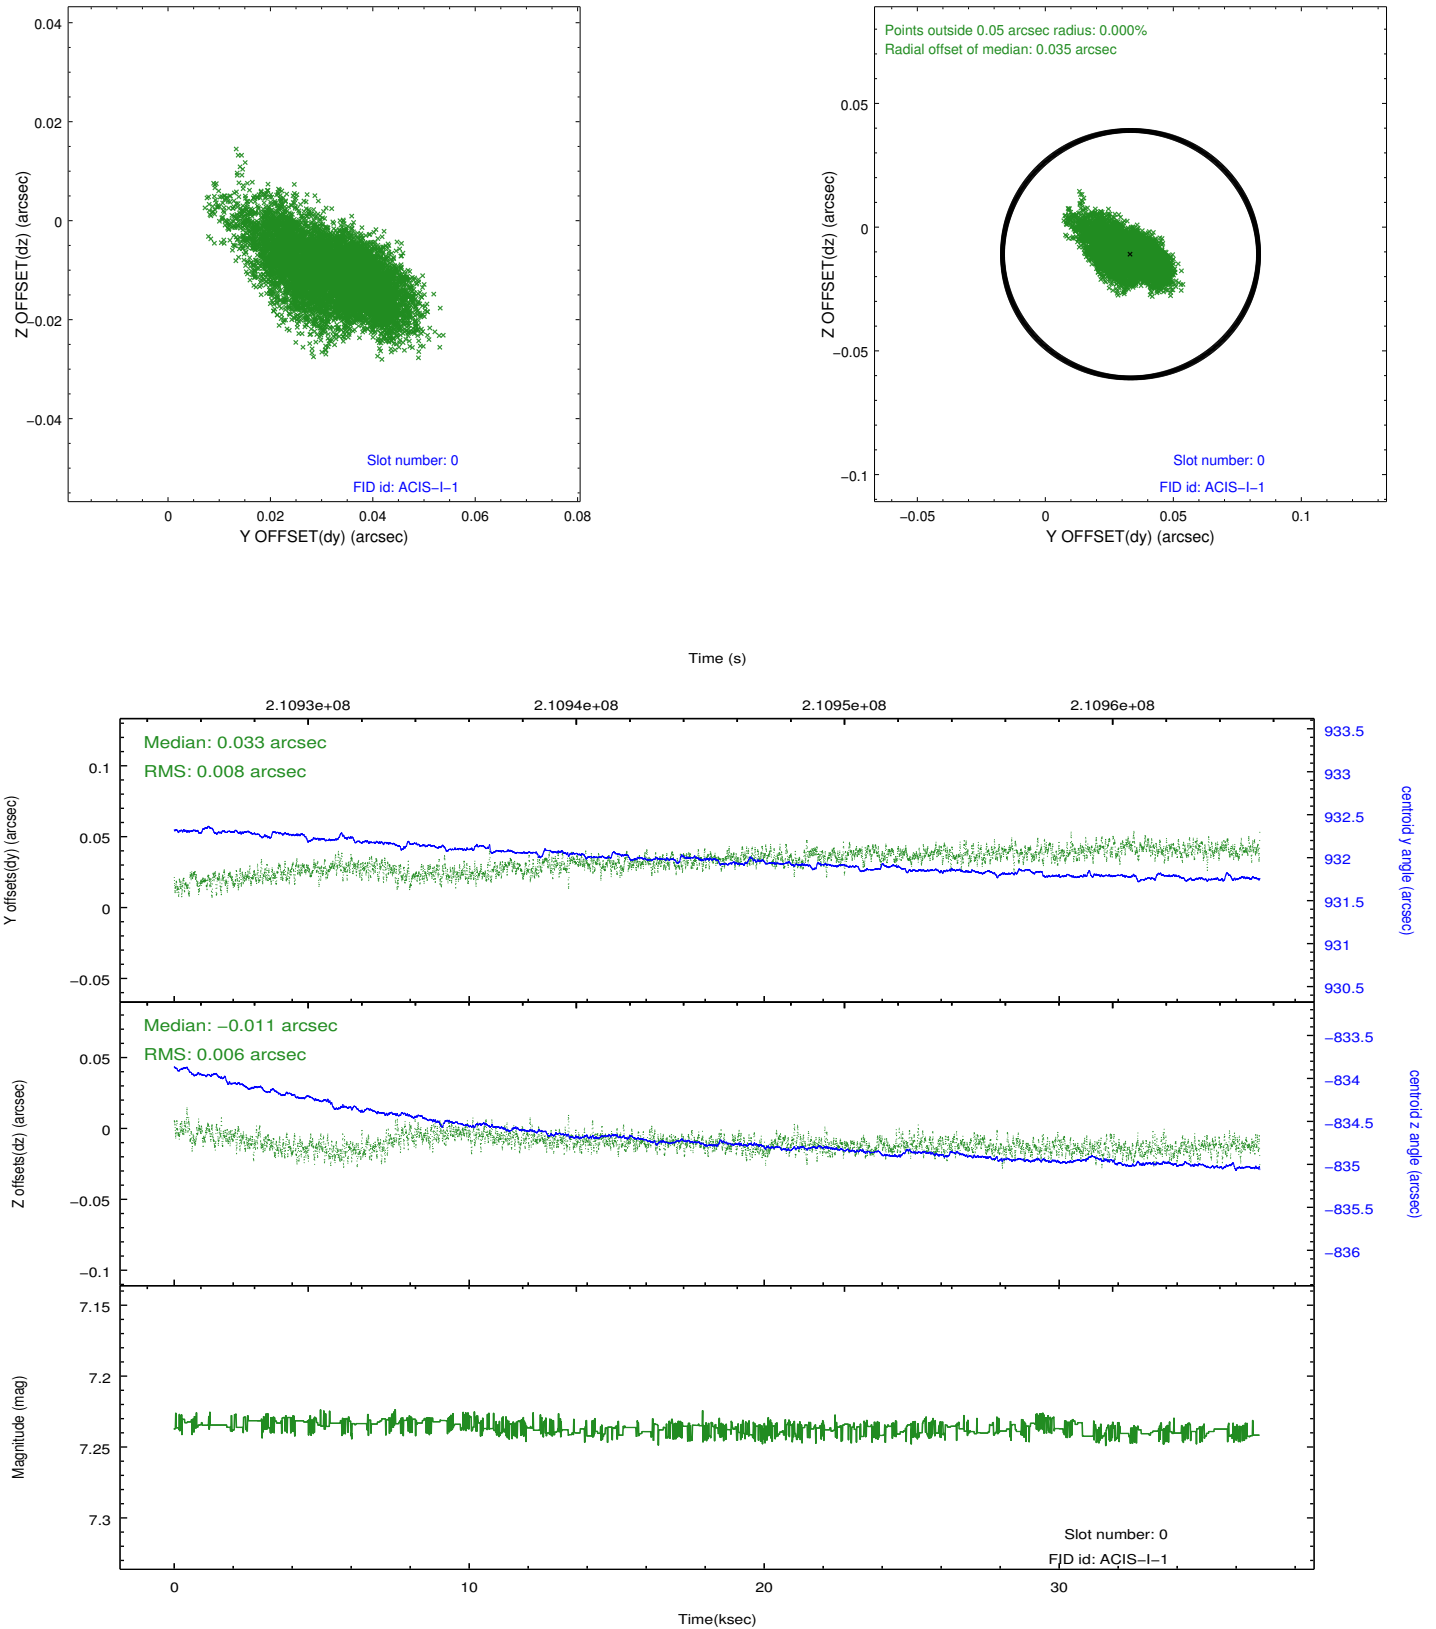 0.04
0.02
0
−0.02
−0.04
Z OFFSET(dz) (arcsec)
Slot number: 0
FID id: ACIS−I−1
0 0.02 0.04 0.06 0.08
Y OFFSET(dy) (arcsec)
Points outside 0.05 arcsec radius: 0.000%
Radial offset of median: 0.035 arcsec
0.05
0
−0.05
−0.1
Z OFFSET(dz) (arcsec)
Slot number: 0
FID id: ACIS−I−1
−0.05 0 0.05 0.1
Y OFFSET(dy) (arcsec)
Time (s)
2.1093e+08 2.1094e+08 2.1095e+08 2.1096e+08
Median: 0.033 arcsec
RMS: 0.008 arcsec
0.1
0.05
0
−0.05
Y offsets(dy) (arcsec)
933.5
933
932.5
932
931.5
931
930.5
centroid y angle (arcsec)
Median: −0.011 arcsec
RMS: 0.006 arcsec
0.05
0
−0.05
−0.1
Z offsets(dz) (arcsec)
−833.5
−834
−834.5
−835
−835.5
−836
centroid z angle (arcsec)
7.15
7.2
7.25
7.3
Magnitude (mag)
Slot number: 0
FID id: ACIS−I−1
0 10 20 30
Time(ksec)